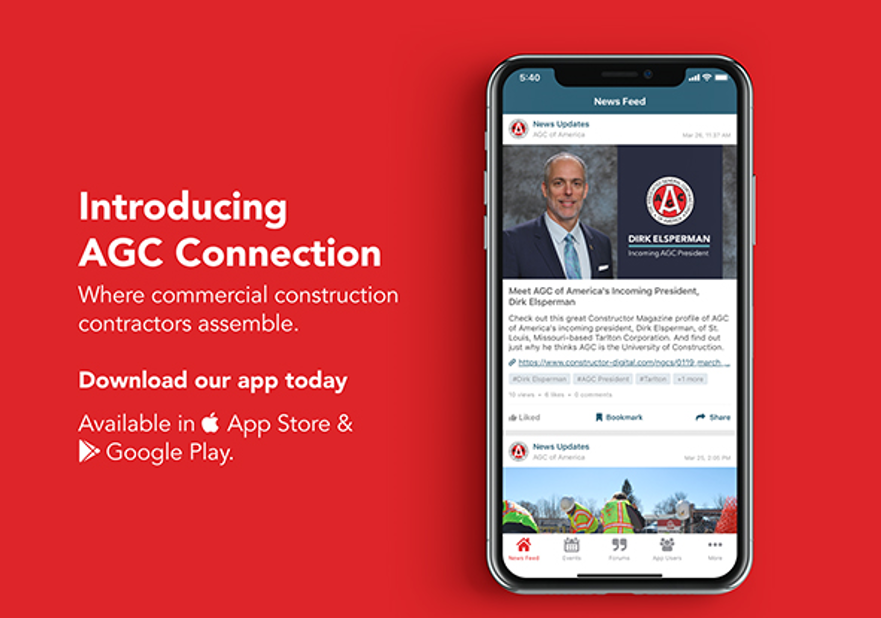 Introducing
AGC Connection
Where commercial construction
contractors assemble.
Download our app today
Available in App Store &
Google Play.
5:40
News Feed
News Updates
AGC of America
Mar 26, 11:37 AM
AGC
DIRK ELSPERMAN
Incoming AGC President
Meet AGC of America's Incoming President,
Dirk Elsperman
Check out this great Constructor Magazine profile of AGC
of America's incoming president, Dirk Elsperman, of St.
Louis, Missouri-based Tarlton Corporation. And find out
just why he thinks AGC is the University of Construction.
https://www.constructor-digital.com/ngcs/0119_march_...
#Dirk Elsperman #AGC President #Tarlton +1 more
10 views • 6 likes • 0 comments
Liked Bookmark Share
News Updates
AGC of America
Mar 25, 2:05 PM
News Feed Events Forums App Users More